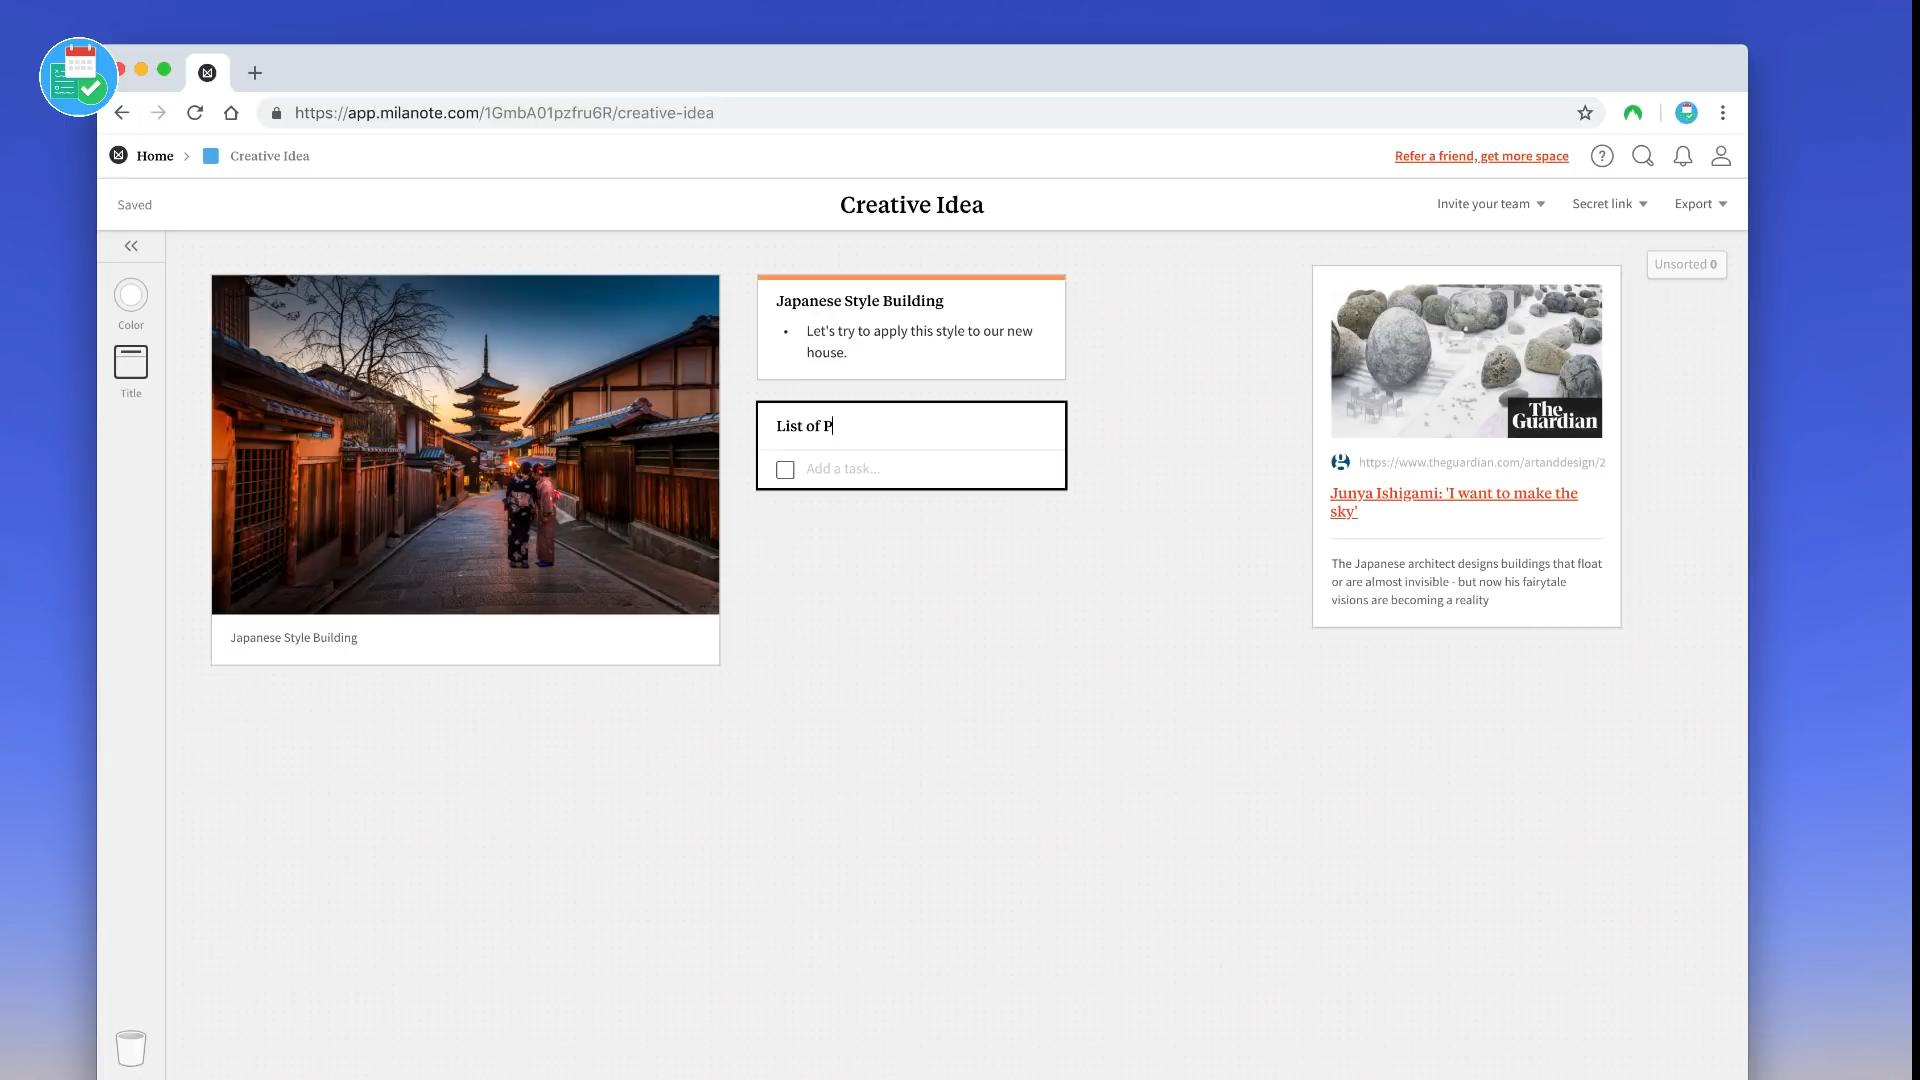 https://app.milanote.com/1GmbA01pzfru6R/creative-idea
Home
Creative Idea
Refer a friend, get more space
Saved
Creative Idea
Invite your team
Secret link
Export
Unsorted 0
Color
Title
Japanese Style Building
• Let's try to apply this style to our new
house.
List of P
Add a task...
Japanese Style Building
The
Guardian
https://www.theguardian.com/artanddesign/2
Junya Ishigami: 'I want to make the
sky'
The Japanese architect designs buildings that float
or are almost invisible - but now his fairytale
visions are becoming a reality